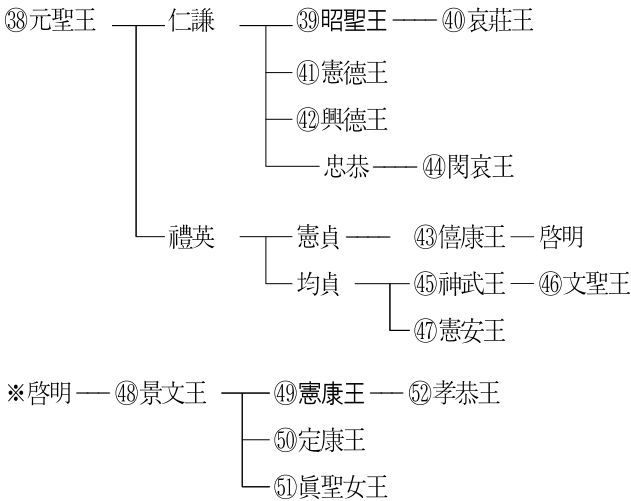 ㊳元聖王 仁謙 ㊴昭聖王 ㊵哀莊王
㊶憲德王
㊷興德王
忠恭 ㊹閔哀王
禮英 憲貞 ㊸僖康王 啓明
均貞 ㊺神武王 ㊻文聖王
㊼憲安王
※啓明 ㊽景文王 ㊾憲康王 52孝恭王
㊿定康王
51眞聖女王